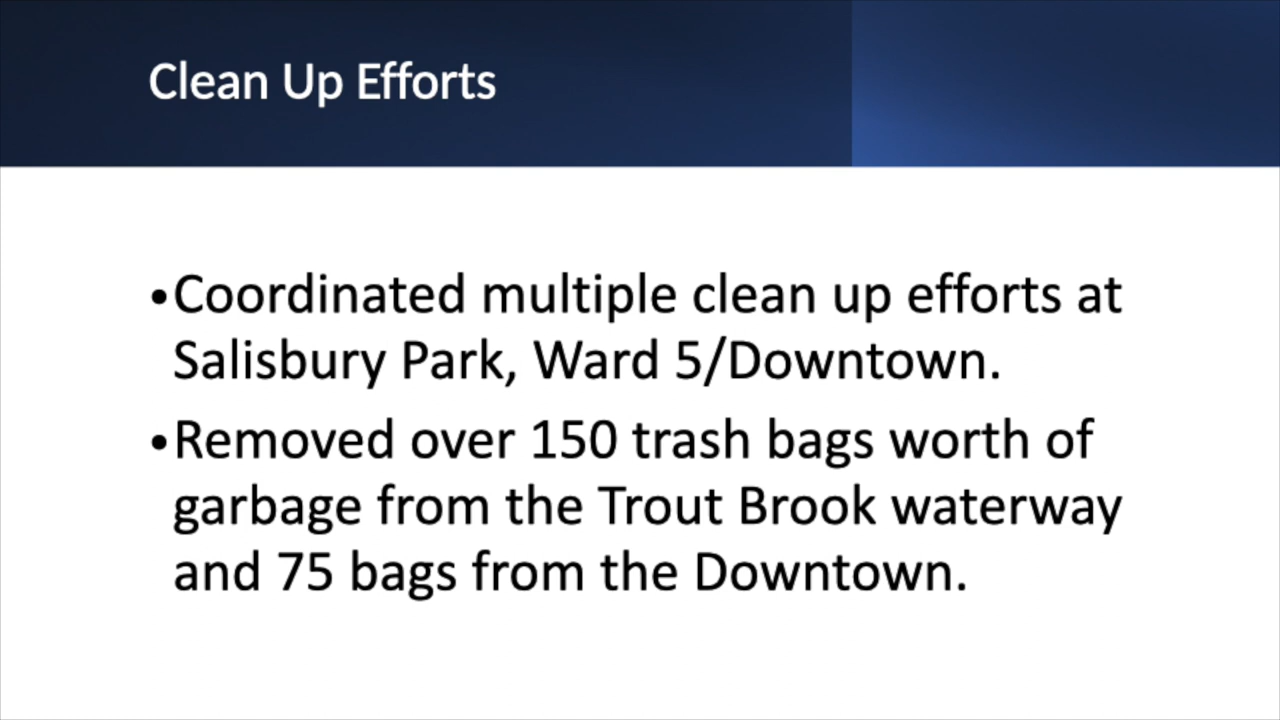 Clean Up Efforts
•Coordinated multiple clean up efforts at
Salisbury Park, Ward 5/Downtown.
•Removed over 150 trash bags worth of
garbage from the Trout Brook waterway
and 75 bags from the Downtown.